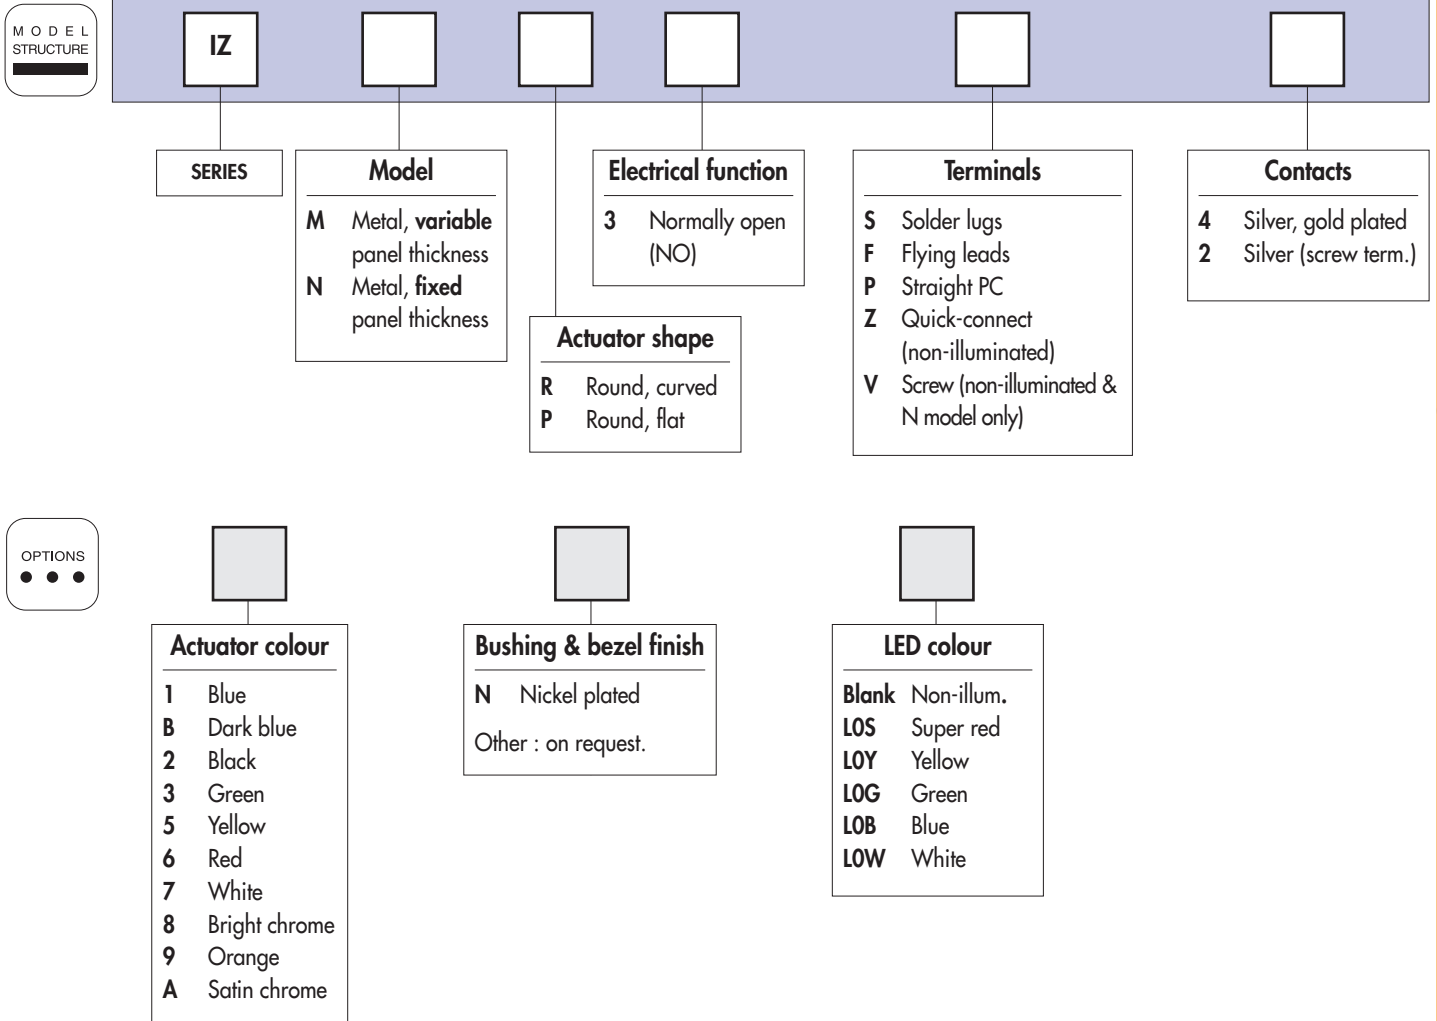 MODEL
STRUCTURE
IZ
SERIES
Model
M Metal, variable
panel thickness
N Metal, fixed
panel thickness
Actuator shape
R Round, curved
P Round, flat
Electrical function
3 Normally open
(NO)
Terminals
S Solder lugs
F Flying leads
P Straight PC
Z Quick-connect
(non-illuminated)
V Screw (non-illuminated &
N model only)
Contacts
4 Silver, gold plated
2 Silver (screw term.)
OPTIONS
Actuator colour
1 Blue
B Dark blue
2 Black
3 Green
5 Yellow
6 Red
7 White
8 Bright chrome
9 Orange
A Satin chrome
Bushing & bezel finish
N Nickel plated
Other : on request.
LED colour
Blank Non-illum.
L0S Super red
L0Y Yellow
L0G Green
L0B Blue
L0W White